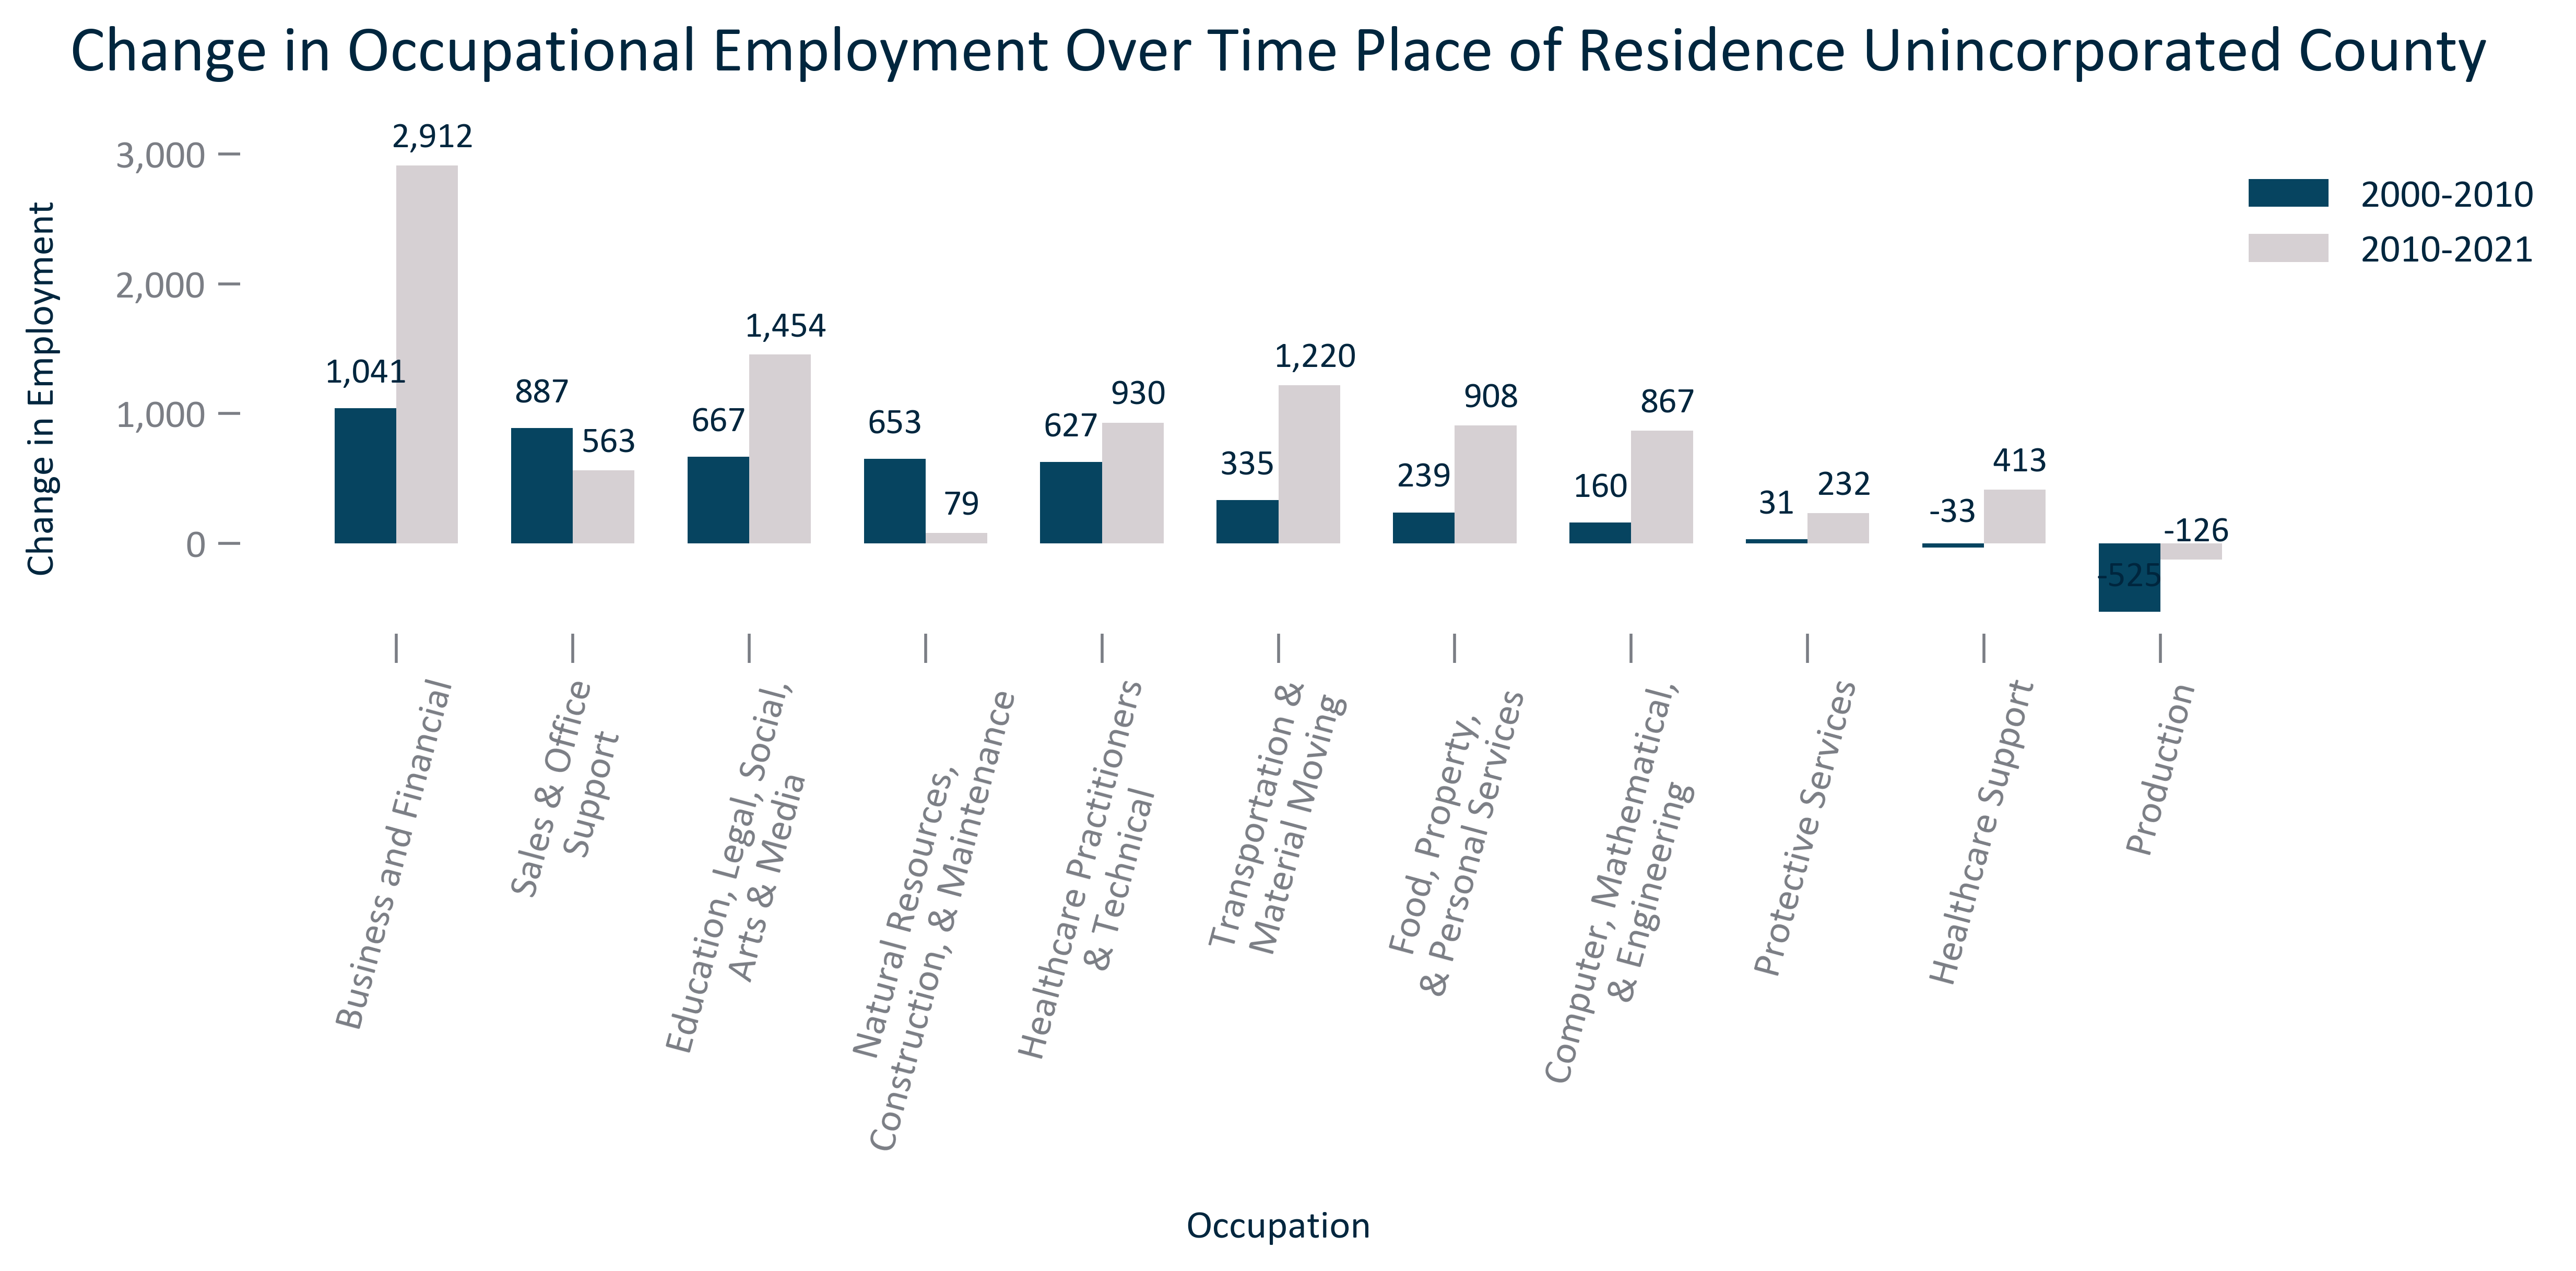 Change in Occupational Employment Over Time Place of Residence Unincorporated County
Change in Employment
3,000
2,000
1,000
0
2000-2010
2010-2021
1,041
2,912
887
563
667
1,454
653
79
627
930
335
1,220
239
908
160
867
31
232
-33
413
-525
-126
Business and Financial
Sales & Office
Support
Education, Legal, Social,
Arts & Media
Natural Resources,
Construction, & Maintenance
Healthcare Practitioners
& Technical
Transportation &
Material Moving
Food, Property,
& Personal Services
Computer, Mathematical,
& Engineering
Protective Services
Healthcare Support
Production
Occupation